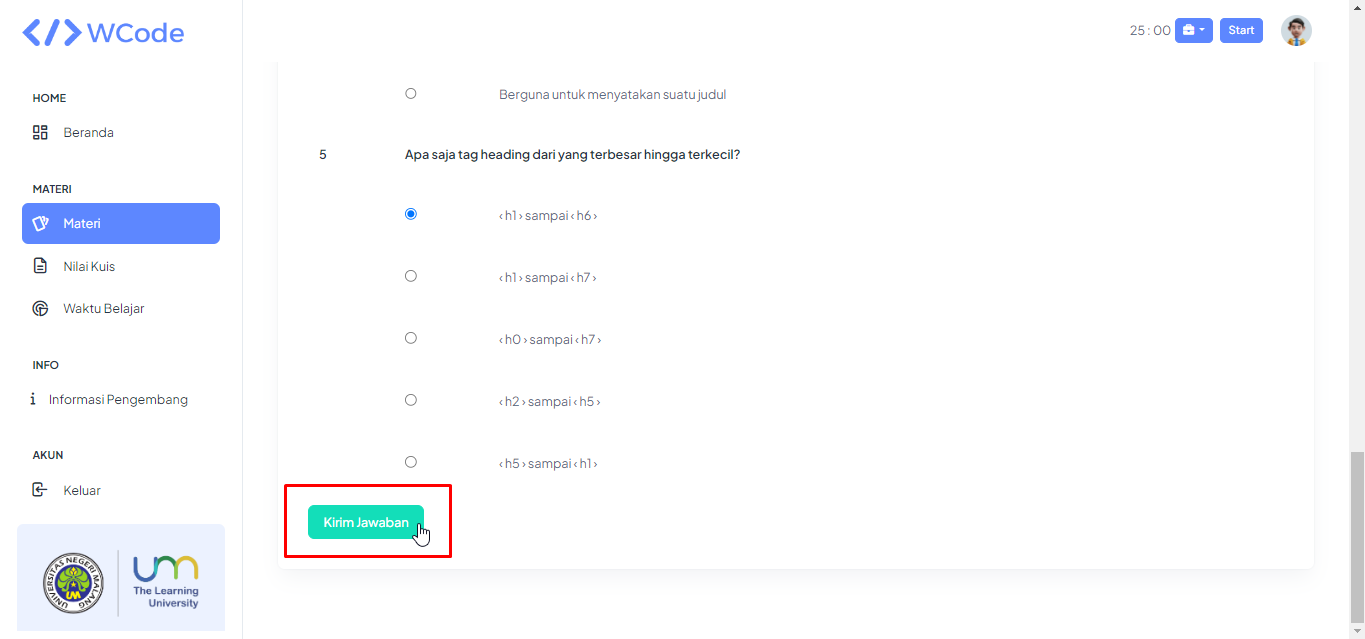 </> WCode
25 : 00
Start
HOME
Beranda
MATERI
Materi
Nilai Kuis
Waktu Belajar
INFO
Informasi Pengembang
AKUN
Keluar
UNIVERSITAS NEGERI MALANG
UM
um
The Learning
University
Berguna untuk menyatakan suatu judul
5 Apa saja tag heading dari yang terbesar hingga terkecil?
‹ h1 › sampai ‹ h6 ›
‹ h1 › sampai ‹ h7 ›
‹ h0 › sampai ‹ h7 ›
‹ h2 › sampai ‹ h5 ›
‹ h5 › sampai ‹ h1 ›
Kirim Jawaban